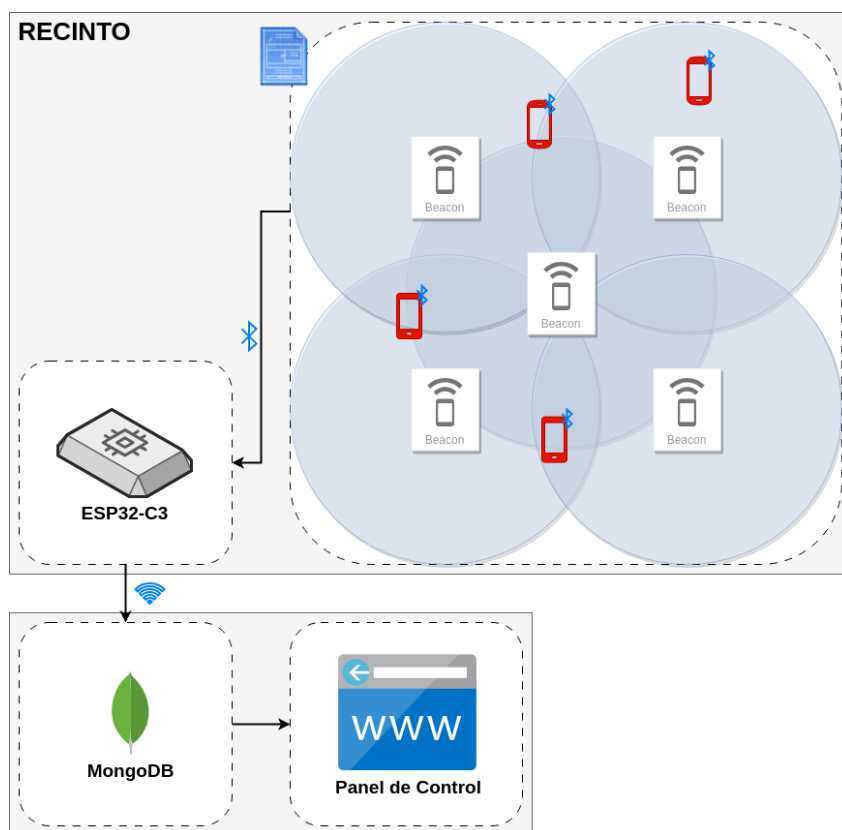 RECINTO
Beacon
Beacon
Beacon
Beacon
Beacon
ESP32-C3
MongoDB
WWW
Panel de Control